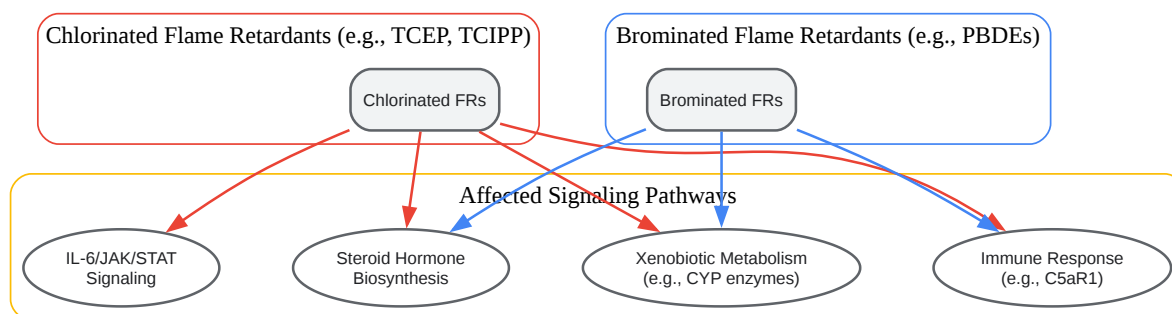 Chlorinated Flame Retardants (e.g., TCEP, TCIPP)
Brominated Flame Retardants (e.g., PBDEs)
Chlorinated FRs
Brominated FRs
Affected Signaling Pathways
IL-6/JAK/STAT
Signaling
Steroid Hormone
Biosynthesis
Xenobiotic Metabolism
(e.g., CYP enzymes)
Immune Response
(e.g., C5aR1)